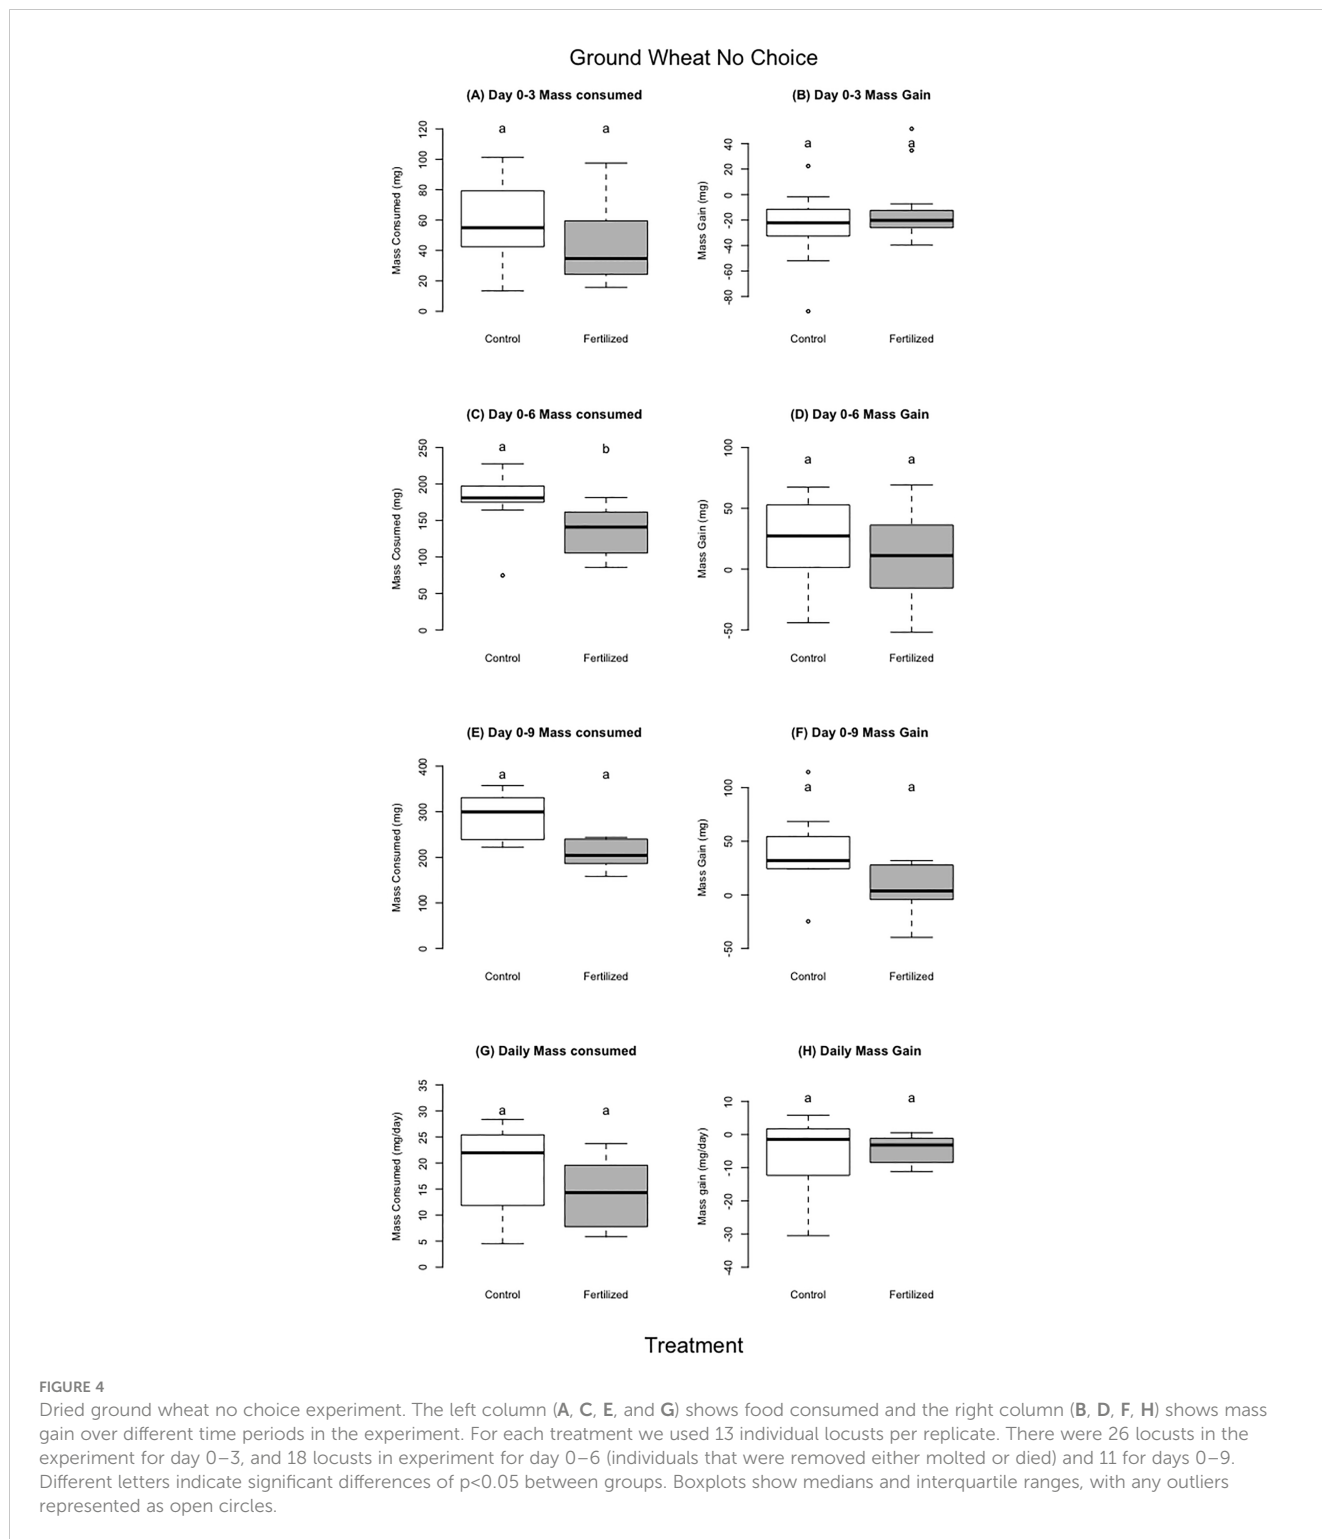 Ground Wheat No Choice
(A) Day 0-3 Mass consumed
Mass Consumed (mg)
120
100
80
60
40
20
0
a
a
Control
Fertilized
(B) Day 0-3 Mass Gain
Mass Gain (mg)
40
20
0
-20
-40
-60
-80
a
a
Control
Fertilized
(C) Day 0-6 Mass consumed
Mass Cosumed (mg)
250
200
150
100
50
0
a
b
Control
Fertilized
(D) Day 0-6 Mass Gain
Mass Gain (mg)
100
50
0
-50
a
a
Control
Fertilized
(E) Day 0-9 Mass consumed
Mass Consumed (mg)
400
300
200
100
0
a
a
Control
Fertilized
(F) Day 0-9 Mass Gain
Mass Gain (mg)
100
50
0
-50
a
a
Control
Fertilized
(G) Daily Mass consumed
Mass Consumed (mg/day)
35
30
25
20
15
10
5
0
a
a
Control
Fertilized
(H) Daily Mass Gain
Mass gain (mg/day)
10
0
-10
-20
-30
-40
a
a
Control
Fertilized
Treatment
FIGURE 4
Dried ground wheat no choice experiment. The left column (A, C, E, and G) shows food consumed and the right column (B, D, F, H) shows mass
gain over different time periods in the experiment. For each treatment we used 13 individual locusts per replicate. There were 26 locusts in the
experiment for day 0–3, and 18 locusts in experiment for day 0–6 (individuals that were removed either molted or died) and 11 for days 0–9.
Different letters indicate significant differences of p<0.05 between groups. Boxplots show medians and interquartile ranges, with any outliers
represented as open circles.